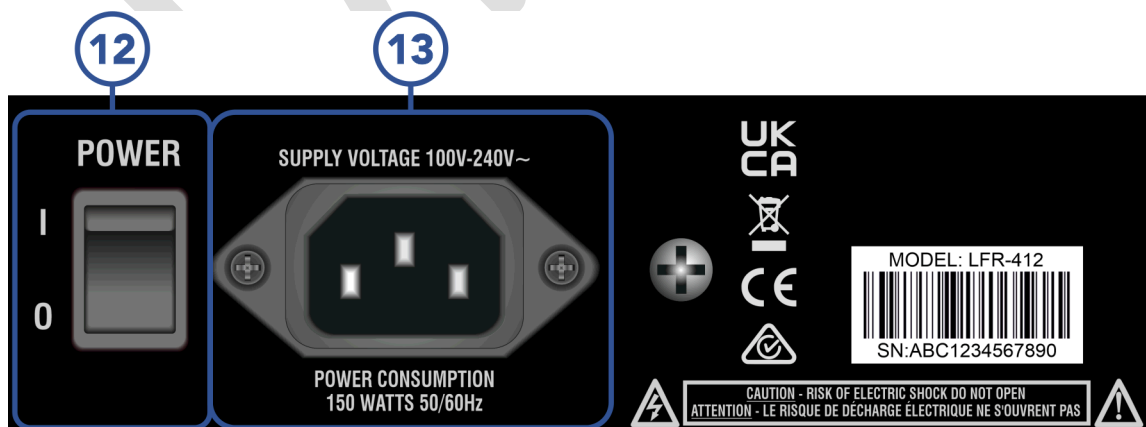 12
13
POWER
I
0
SUPPLY VOLTAGE 100V-240V~
POWER CONSUMPTION
150 WATTS 50/60Hz
UK
CA
CE
MODEL: LFR-412
SN:ABC1234567890
CAUTION - RISK OF ELECTRIC SHOCK DO NOT OPEN
ATTENTION - LE RISQUE DE DÉCHARGE ÉLECTRIQUE NE S'OUVRENT PAS